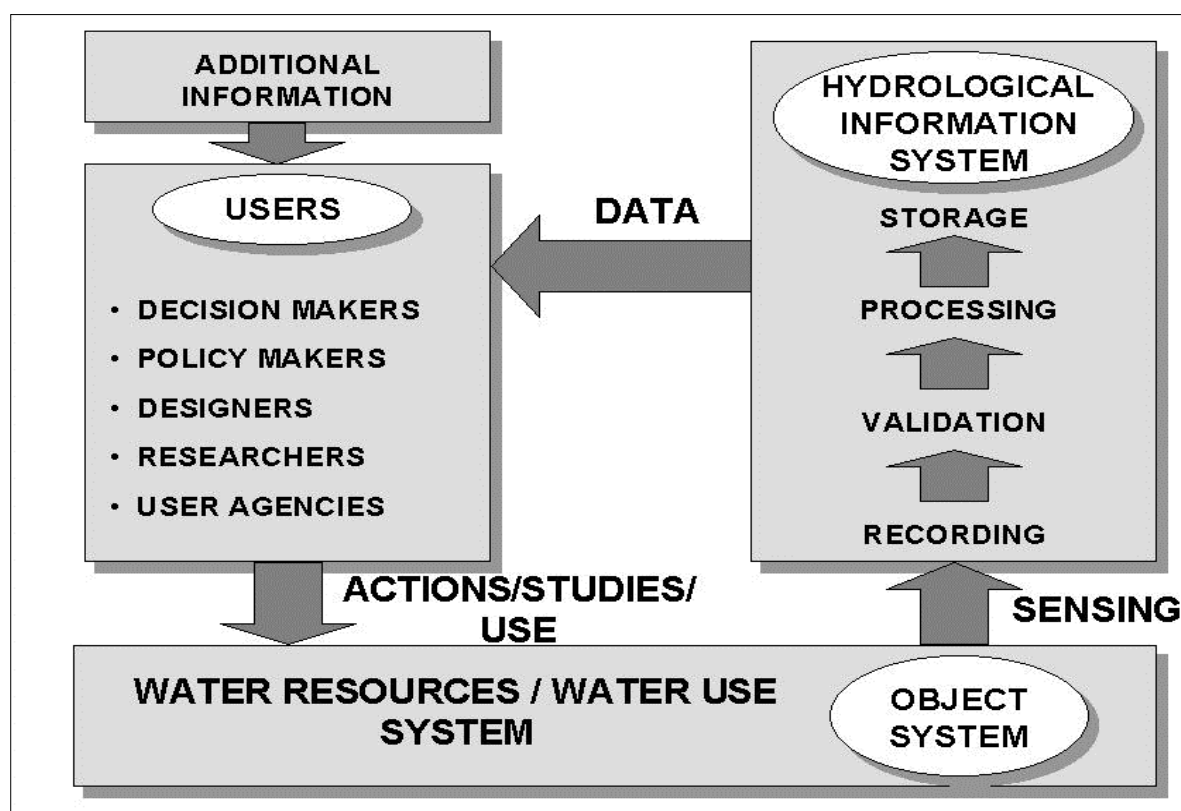 ADDITIONAL
INFORMATION
USERS
• DECISION MAKERS
• POLICY MAKERS
• DESIGNERS
• RESEARCHERS
• USER AGENCIES
DATA
HYDROLOGICAL
INFORMATION
SYSTEM
STORAGE
PROCESSING
VALIDATION
RECORDING
ACTIONS/STUDIES/
USE
SENSING
WATER RESOURCES / WATER USE
SYSTEM
OBJECT
SYSTEM